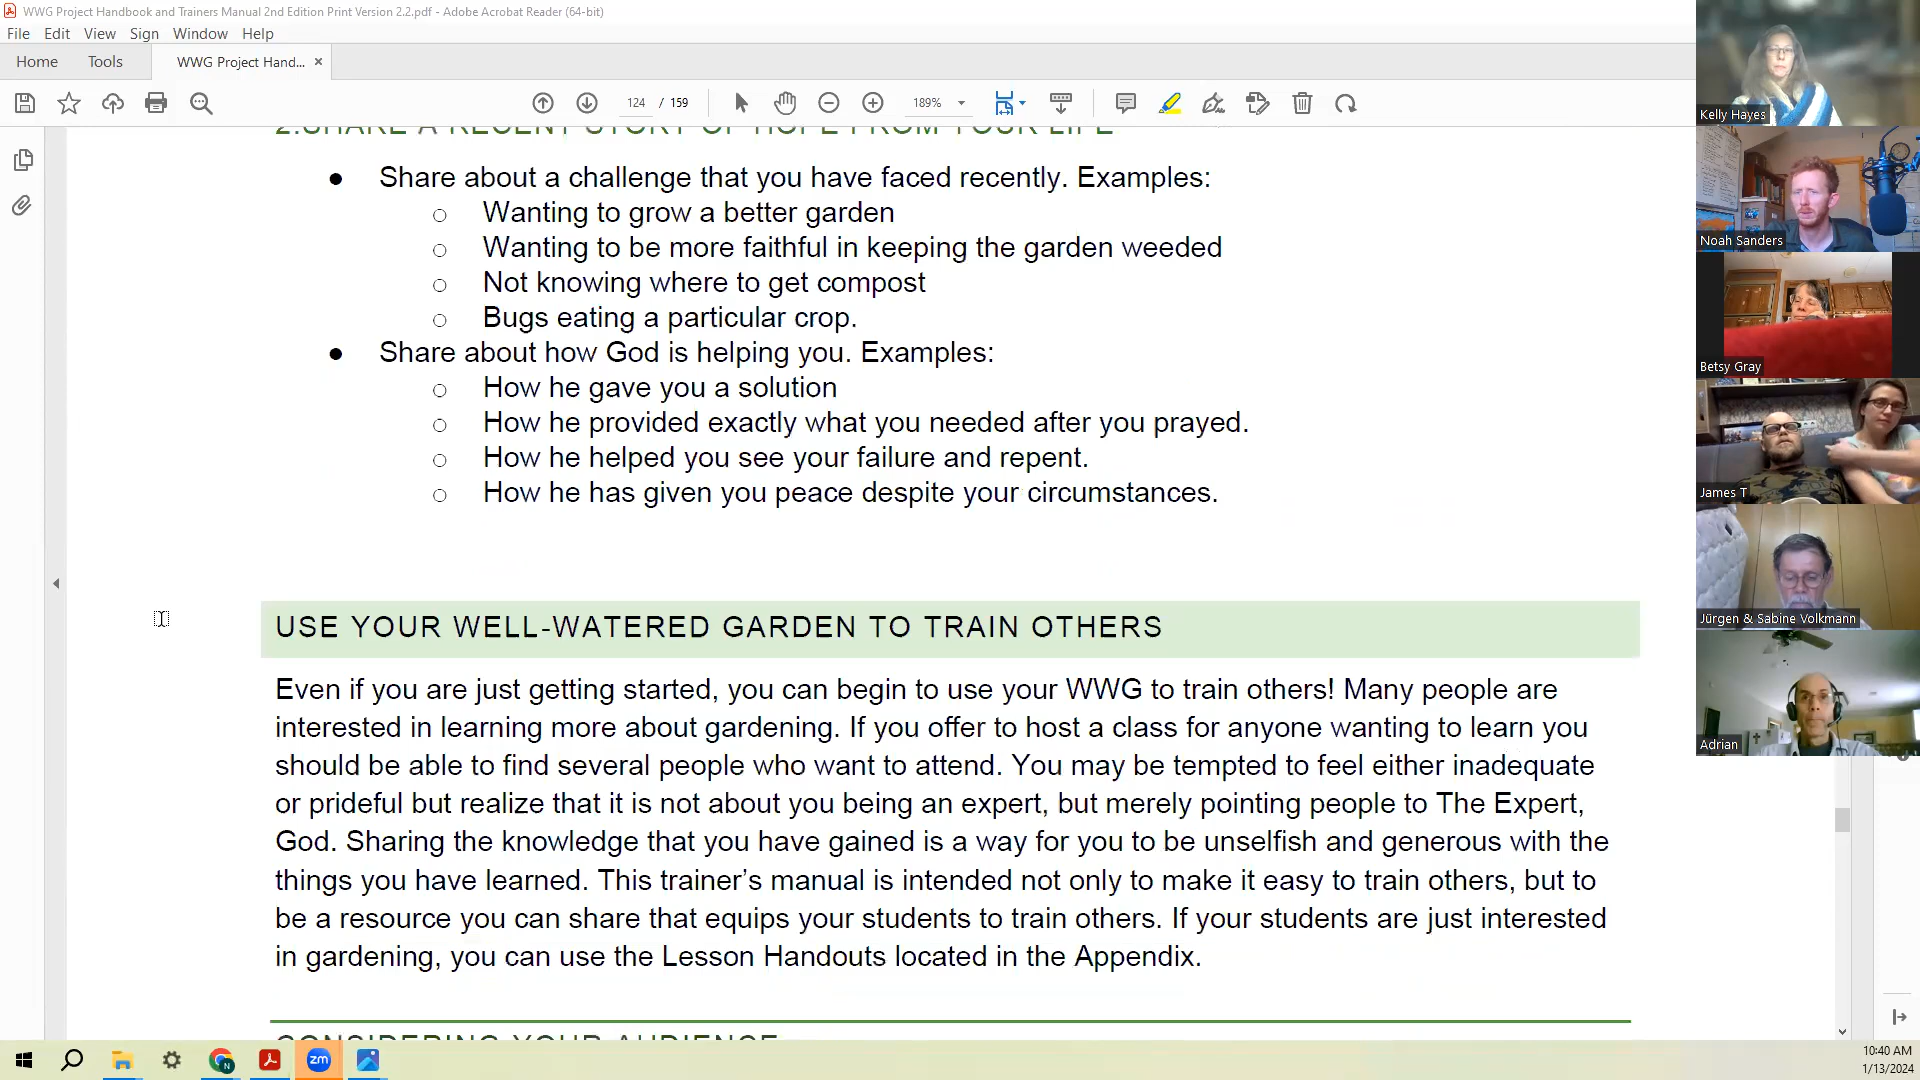 WWG Project Handbook and Trainers Manual 2nd Edition Print Version 2.2.pdf - Adobe Acrobat Reader (64-bit)
File Edit View Sign Window Help
Home Tools WWG Project Hand... ×
124 / 159 189%
2.SHARE A RECENT STORY OF HOPE FROM YOUR LIFE
● Share about a challenge that you have faced recently. Examples:
○ Wanting to grow a better garden
○ Wanting to be more faithful in keeping the garden weeded
○ Not knowing where to get compost
○ Bugs eating a particular crop.
● Share about how God is helping you. Examples:
○ How he gave you a solution
○ How he provided exactly what you needed after you prayed.
○ How he helped you see your failure and repent.
○ How he has given you peace despite your circumstances.
USE YOUR WELL-WATERED GARDEN TO TRAIN OTHERS
Even if you are just getting started, you can begin to use your WWG to train others! Many people are
interested in learning more about gardening. If you offer to host a class for anyone wanting to learn you
should be able to find several people who want to attend. You may be tempted to feel either inadequate
or prideful but realize that it is not about you being an expert, but merely pointing people to The Expert,
God. Sharing the knowledge that you have gained is a way for you to be unselfish and generous with the
things you have learned. This trainer’s manual is intended not only to make it easy to train others, but to
be a resource you can share that equips your students to train others. If your students are just interested
in gardening, you can use the Lesson Handouts located in the Appendix.
CONSIDERING YOUR AUDIENCE
Kelly Hayes
Noah Sanders
Betsy Gray
James T
Jürgen & Sabine Volkmann
Adrian
zm
N
10:40 AM
1/13/2024